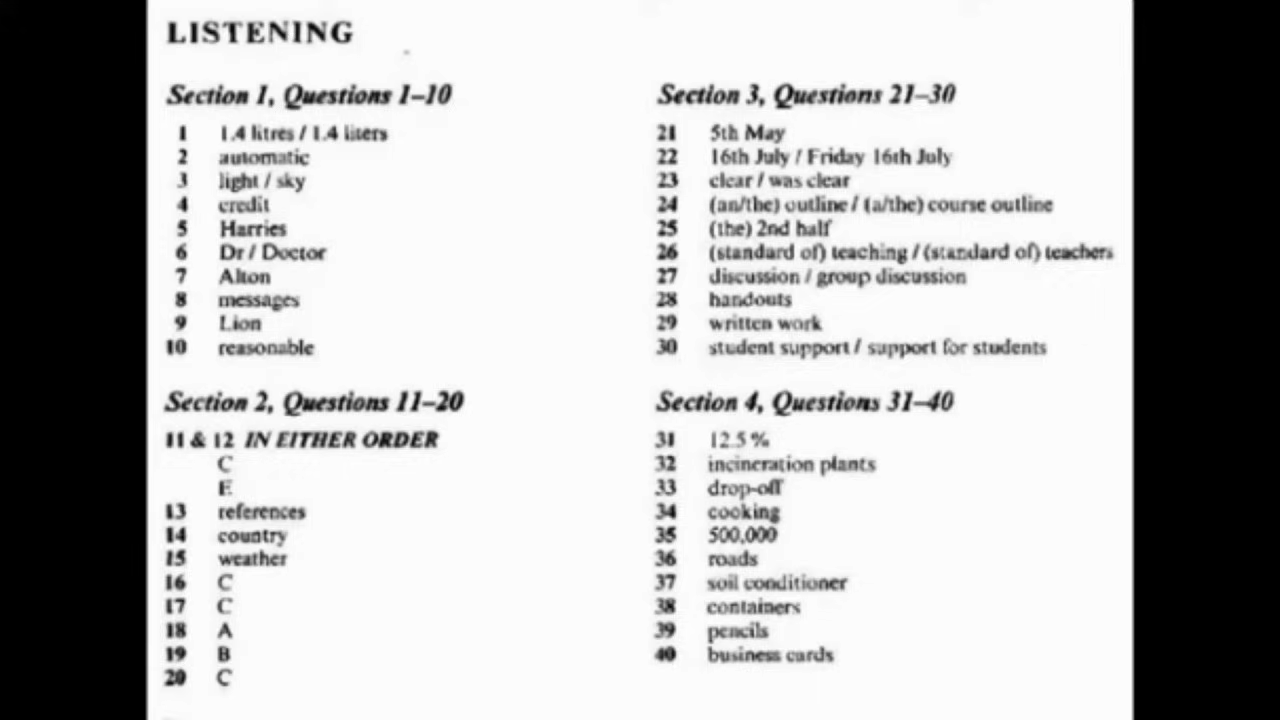 LISTENING
Section 1, Questions 1–10
1 1.4 litres / 1.4 liters
2 automatic
3 light / sky
4 credit
5 Harries
6 Dr / Doctor
7 Alton
8 messages
9 Lion
10 reasonable
Section 2, Questions 11–20
11 & 12 IN EITHER ORDER
C
E
13 references
14 country
15 weather
16 C
17 C
18 A
19 B
20 C
Section 3, Questions 21–30
21 5th May
22 16th July / Friday 16th July
23 clear / was clear
24 (an/the) outline / (a/the) course outline
25 (the) 2nd half
26 (standard of) teaching / (standard of) teachers
27 discussion / group discussion
28 handouts
29 written work
30 student support / support for students
Section 4, Questions 31–40
31 12.5%
32 incineration plants
33 drop-off
34 cooking
35 500,000
36 roads
37 soil conditioner
38 containers
39 pencils
40 business cards